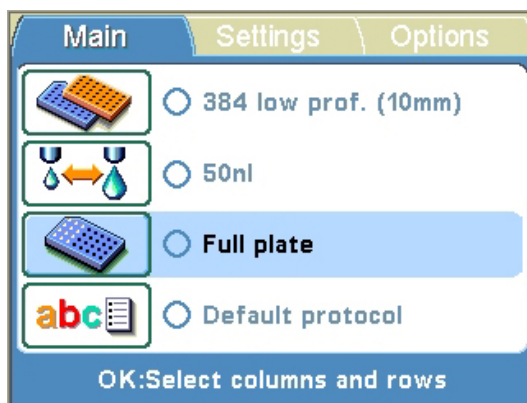 Main Settings Options
384 low prof. (10mm)
50nl
Full plate
abc Default protocol
OK:Select columns and rows